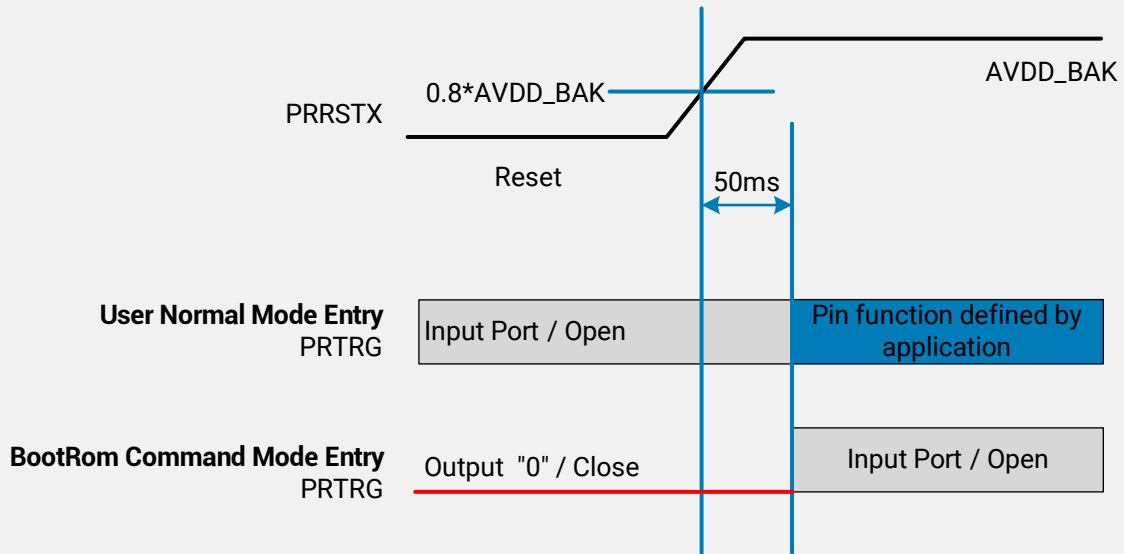 AVDD_BAK
0.8*AVDD_BAK
PRRSTX
Reset
50ms
User Normal Mode Entry
PRTRG
Input Port / Open
Pin function defined by
application
BootRom Command Mode Entry
PRTRG
Output "0" / Close
Input Port / Open